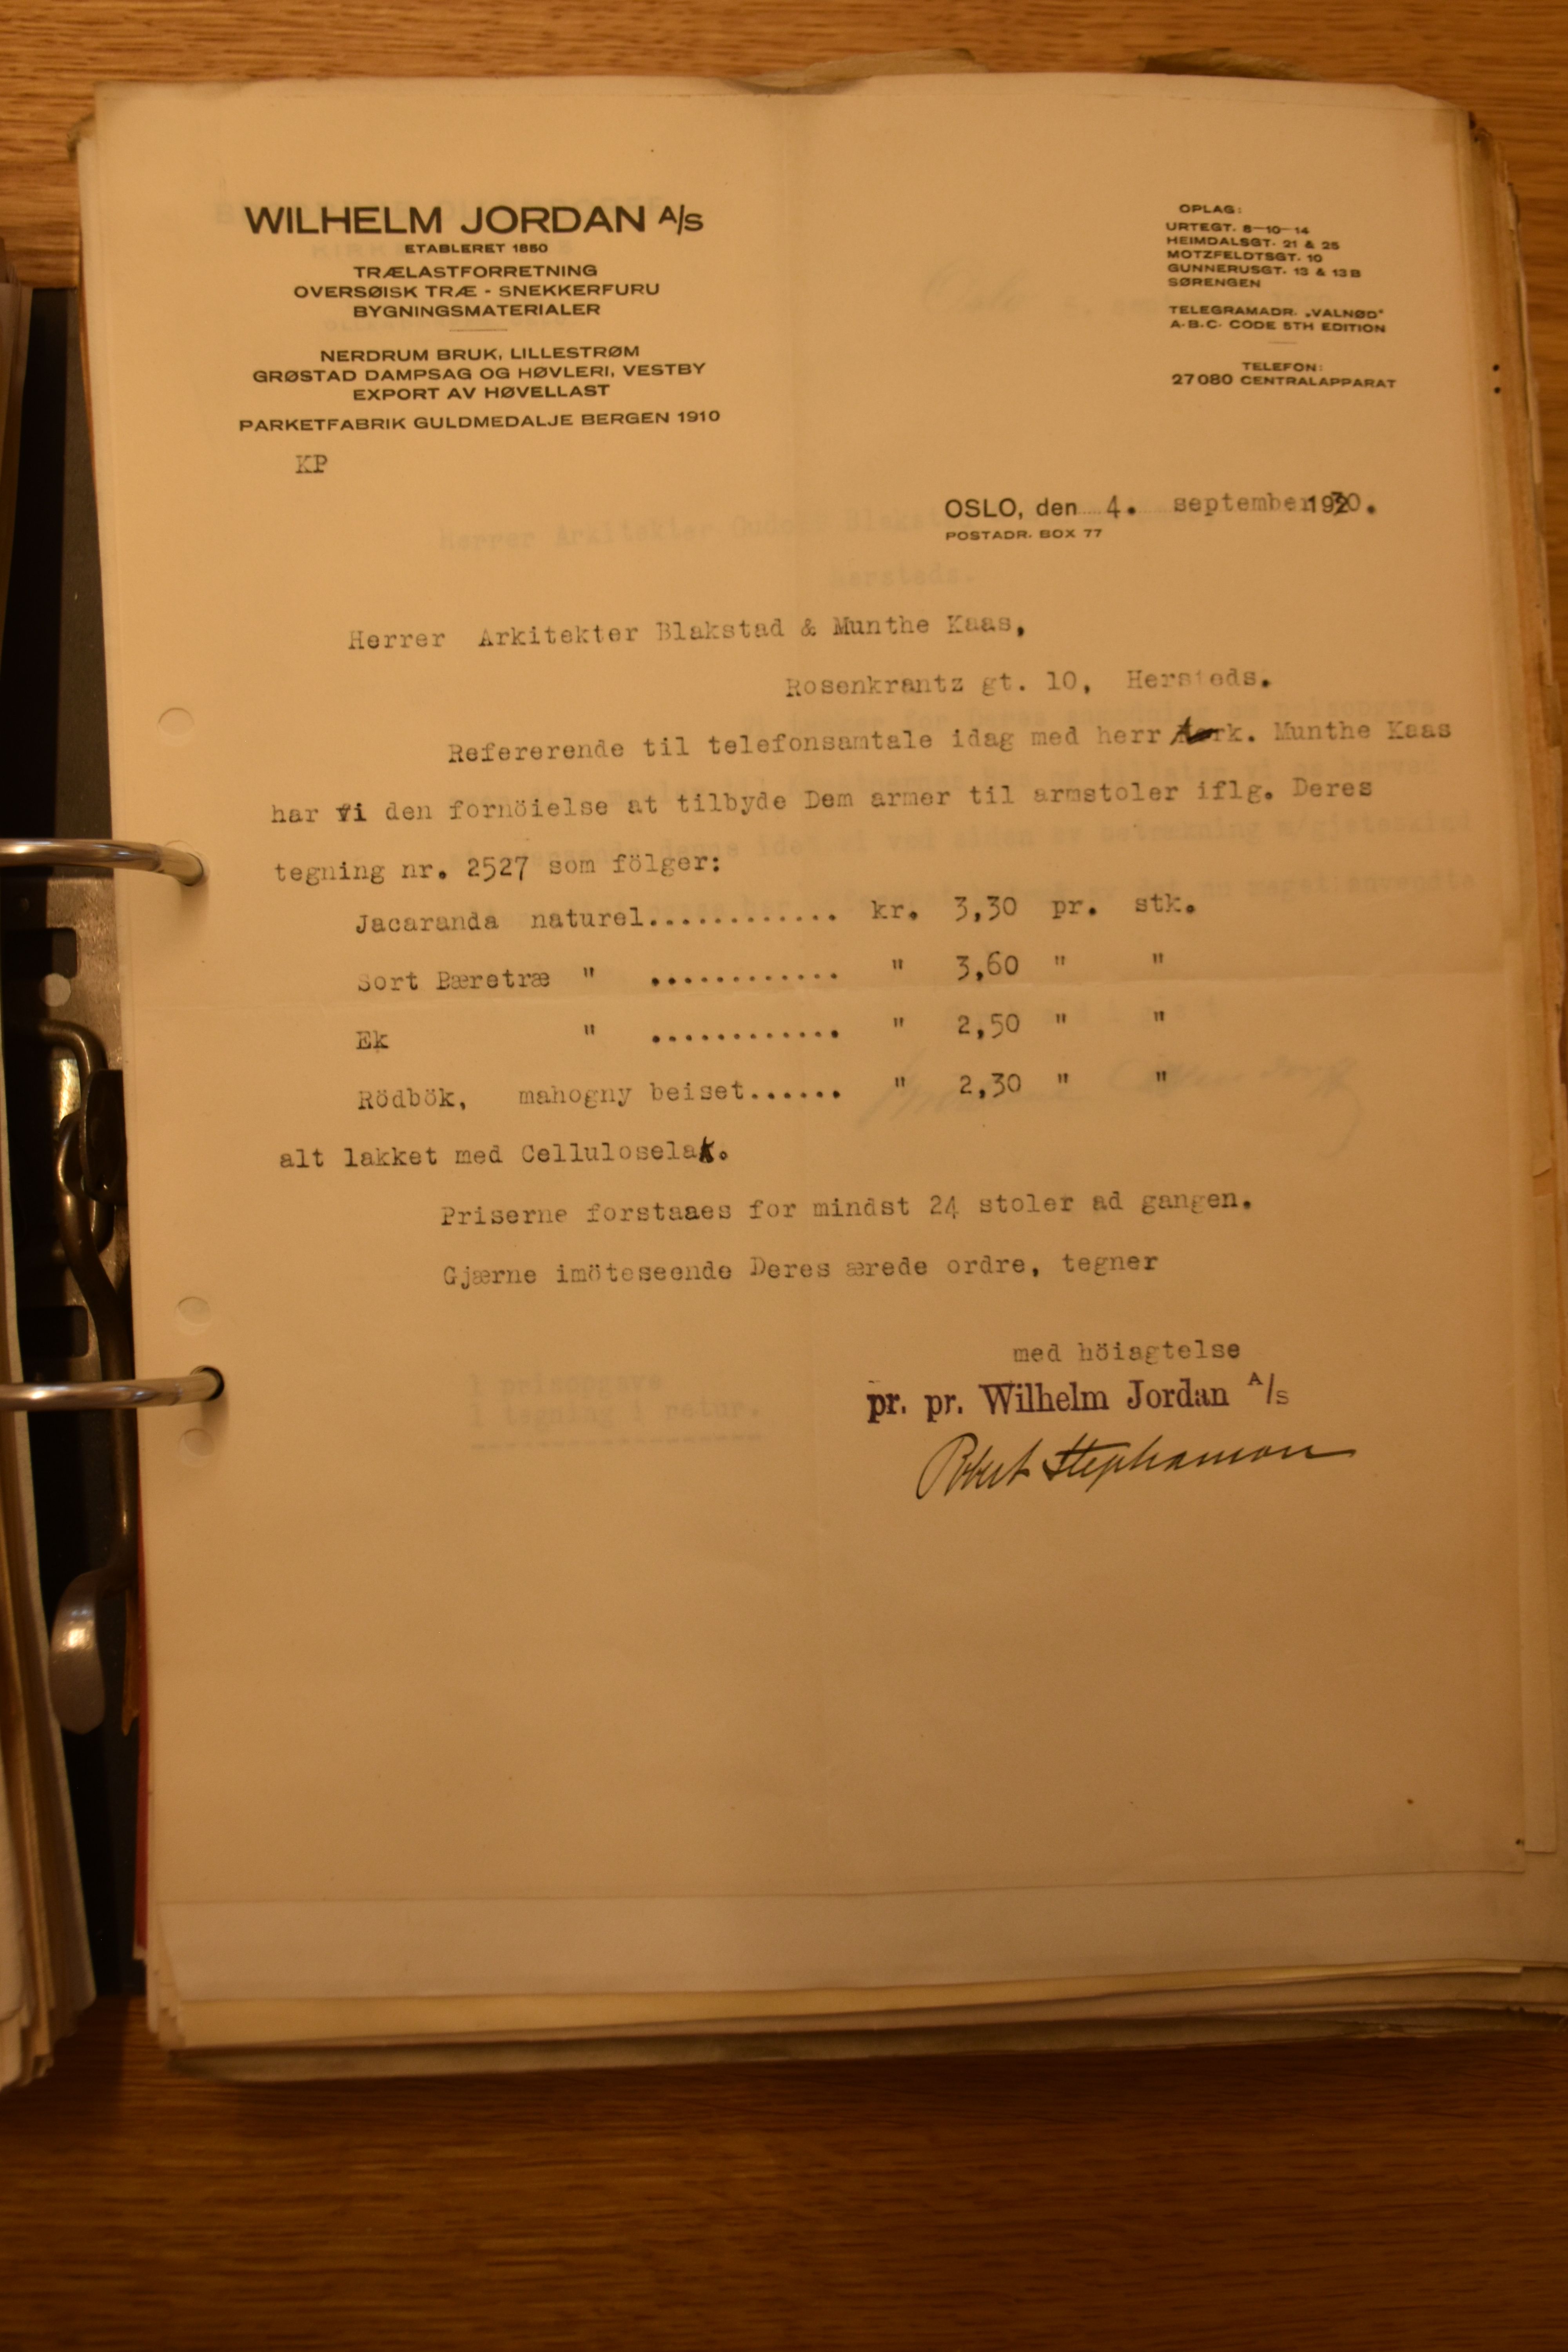 WILHELM JORDAN A/S
ETABLERET 1850
TRÆLASTFORRETNING
OVERSØISK TRÆ - SNEKKERFURU
BYGNINGSMATERIALER
NERDRUM BRUK, LILLESTRØM
GRØSTAD DAMPSAG OG HØVLERI, VESTBY
EXPORT AV HØVELLAST
PARKETFABRIK GULDMEDALJE BERGEN 1910
KP
OPLAG:
URTEGT. 8-10-14
HEIMDALSGT. 21 & 25
MOTZFELDTSGT. 10
GUNNERUSGT. 13 & 13B
SØRENGEN
TELEGRAMADR. „VALNØD"
A.B.C. CODE 5TH EDITION
TELEFON:
27080 CENTRALAPPARAT
OSLO, den 4. september 1930.
POSTADR. BOX 77
Herrer Arkitekter Blakstad & Munthe Kaas,
Rosenkrantz gt. 10, Hersteds.
Refererende til telefonsamtale idag med herr Ark. Munthe Kaas
har vi den fornöielse at tilbyde Dem armer til armstoler iflg. Deres
tegning nr. 2527 som fölger:
Jacaranda naturel............ kr. 3,30 pr. stk.
Sort Pæretræ " ............ " 3,60 " "
Ek " ............ " 2,50 " "
Rödbök, mahogny beiset....... " 2,30 " "
alt lakket med Celluloselak.
Priserne forstaaes for mindst 24 stoler ad gangen.
Gjærne imöteseende Deres ærede ordre, tegner
med höiagtelse
pr. pr. Wilhelm Jordan A/S
Robert Stephanson